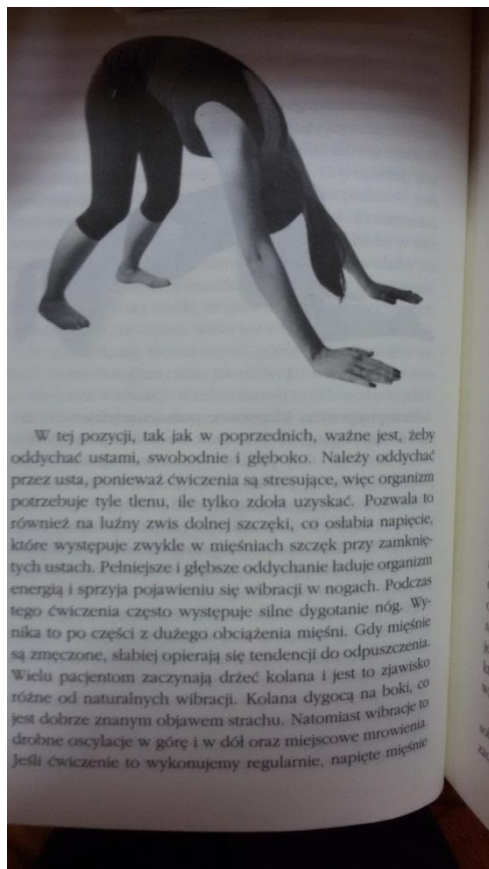 W tej pozycji, tak jak w poprzednich, ważne jest, żeby
oddychać ustami, swobodnie i głęboko. Należy oddychać
przez usta, ponieważ ćwiczenia są stresujące, więc organizm
potrzebuje tyle tlenu, ile tylko zdoła uzyskać. Pozwala to
również na luźny zwis dolnej szczęki, co osłabia napięcie,
które występuje zwykle w mięśniach szczęk przy zamknię-
tych ustach. Pełniejsze i głębsze oddychanie ładuje organizm
energią i sprzyja pojawieniu się wibracji w nogach. Podczas
tego ćwiczenia często występuje silne dygotanie nóg. Wy-
nika to po części z dużego obciążenia mięśni. Gdy mięśnie
są zmęczone, słabiej opierają się tendencji do odpuszczenia.
Wielu pacjentom zaczynają drżeć kolana i jest to zjawisko
różne od naturalnych wibracji. Kolana dygocą na boki, co
jest dobrze znanym objawem strachu. Natomiast wibracje to
drobne oscylacje w górę i w dół oraz miejscowe mrowienia.
Jeśli ćwiczenie to wykonujemy regularnie, napięte mięśnie